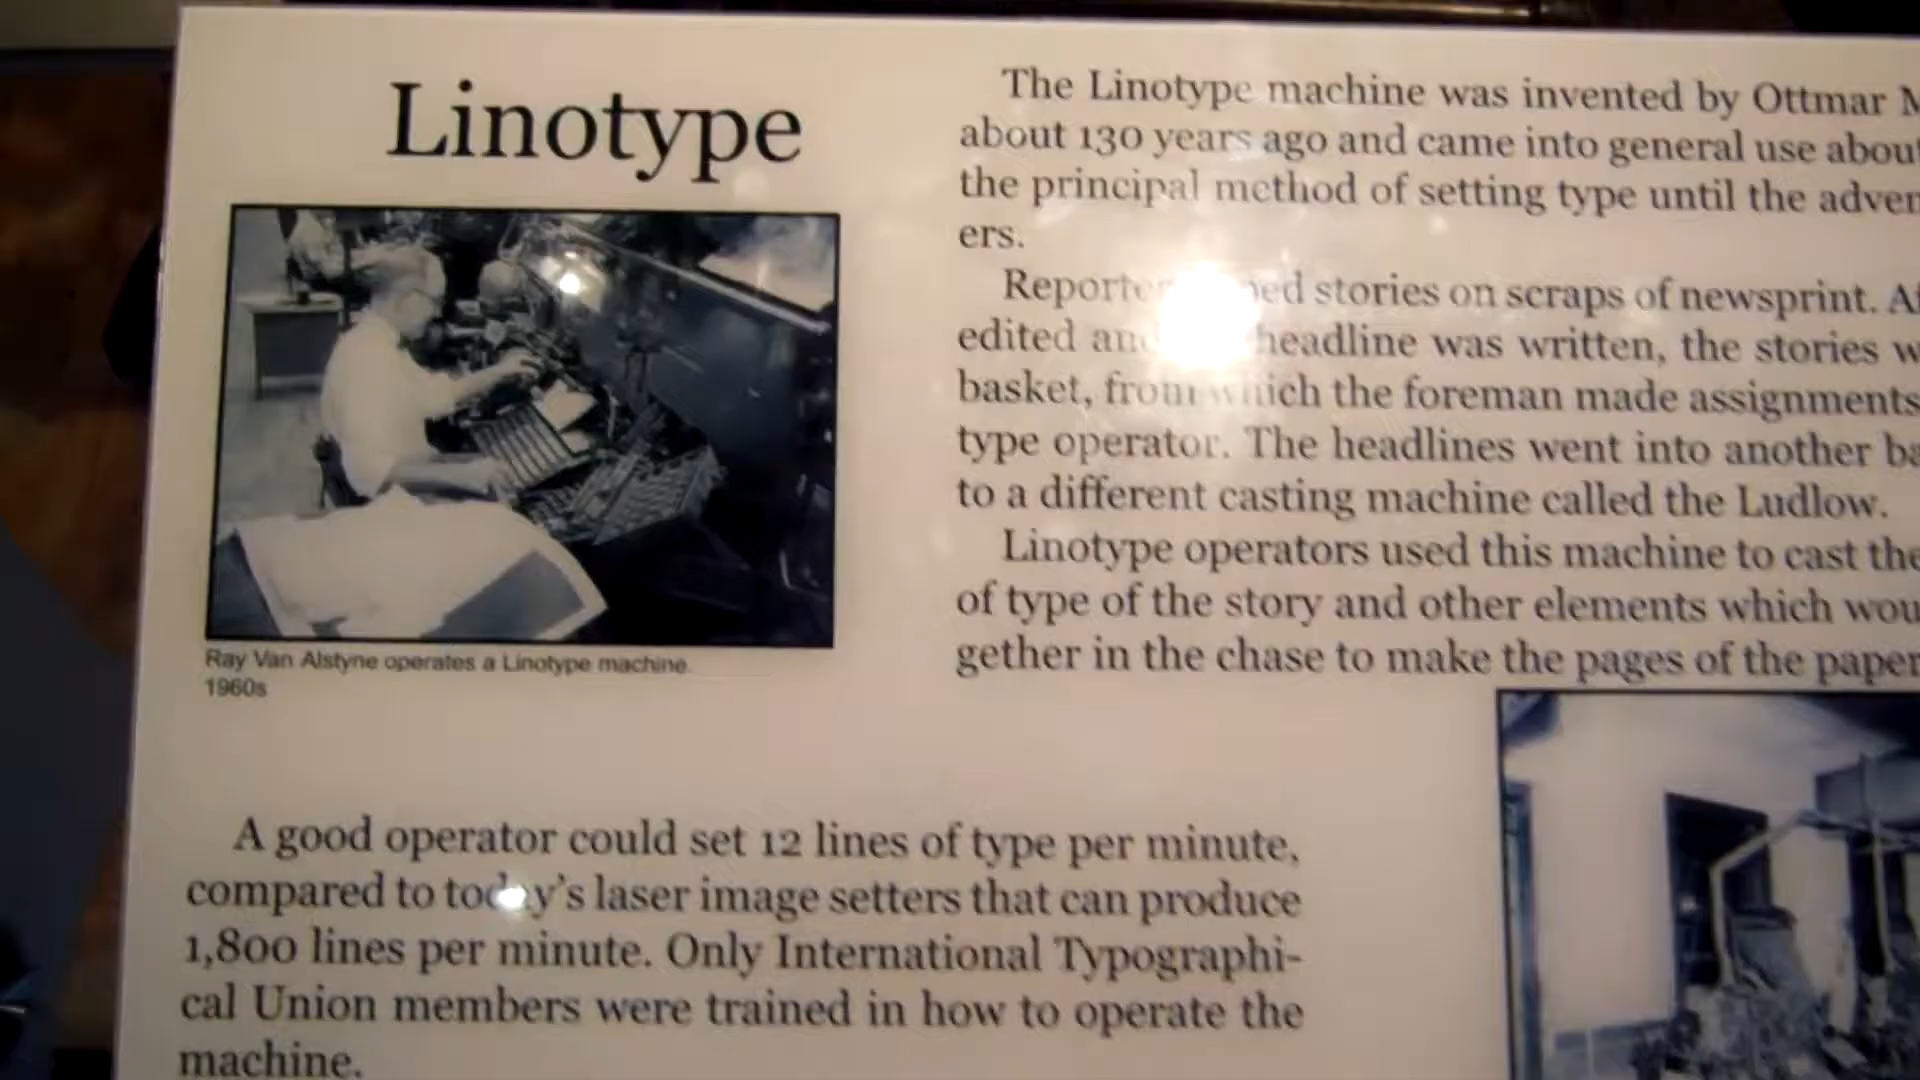 Linotype
Ray Van Alstyne operates a Linotype machine
1960s
The Linotype machine was invented by Ottmar
about 130 years ago and came into general use about
the principal method of setting type until the
ers.
stories on scraps of newsprint.
edited headline was written, the stories
basket, from which the foreman made assignments
type operator. The headlines went into another
to a different casting machine called the Ludlow.
Linotype operators used this machine to cast the
of type of the story and other elements which
gether in the chase to make the pages of the paper
A good operator could set 12 lines of type per minute,
compared to today's laser image setters that can produce
1,800 lines per minute. Only International Typographi-
cal Union members were trained in how to operate the
machine.